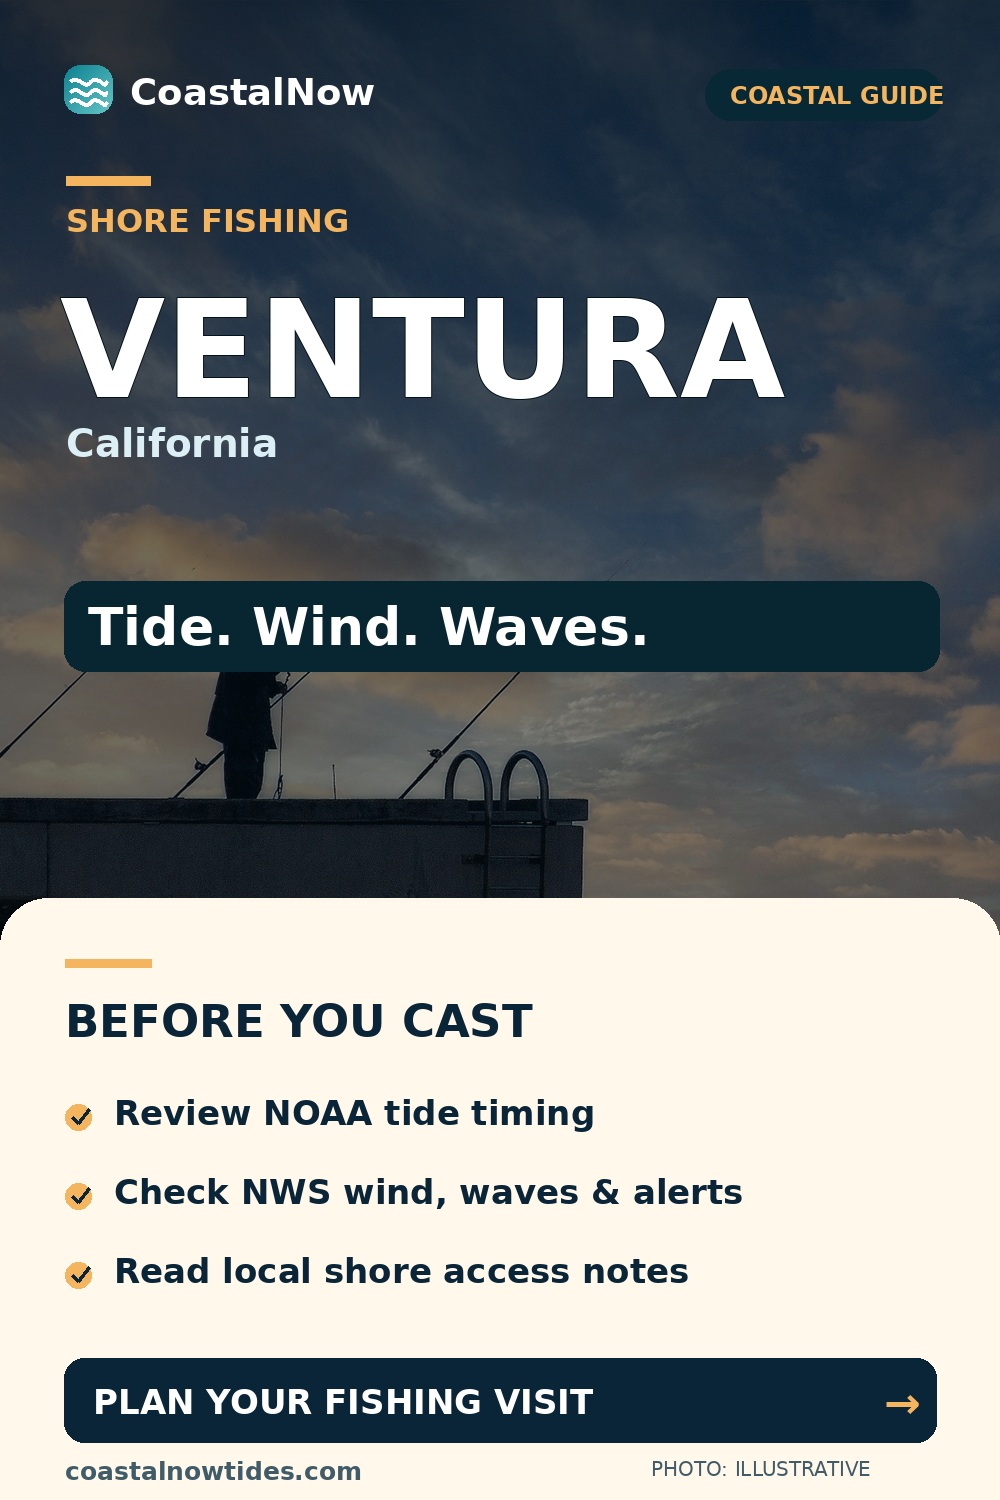 CoastalNow
COASTAL GUIDE
SHORE FISHING
VENTURA
California
Tide. Wind. Waves.
BEFORE YOU CAST
Review NOAA tide timing
Check NWS wind, waves & alerts
Read local shore access notes
PLAN YOUR FISHING VISIT →
coastalnowtides.com
PHOTO: ILLUSTRATIVE